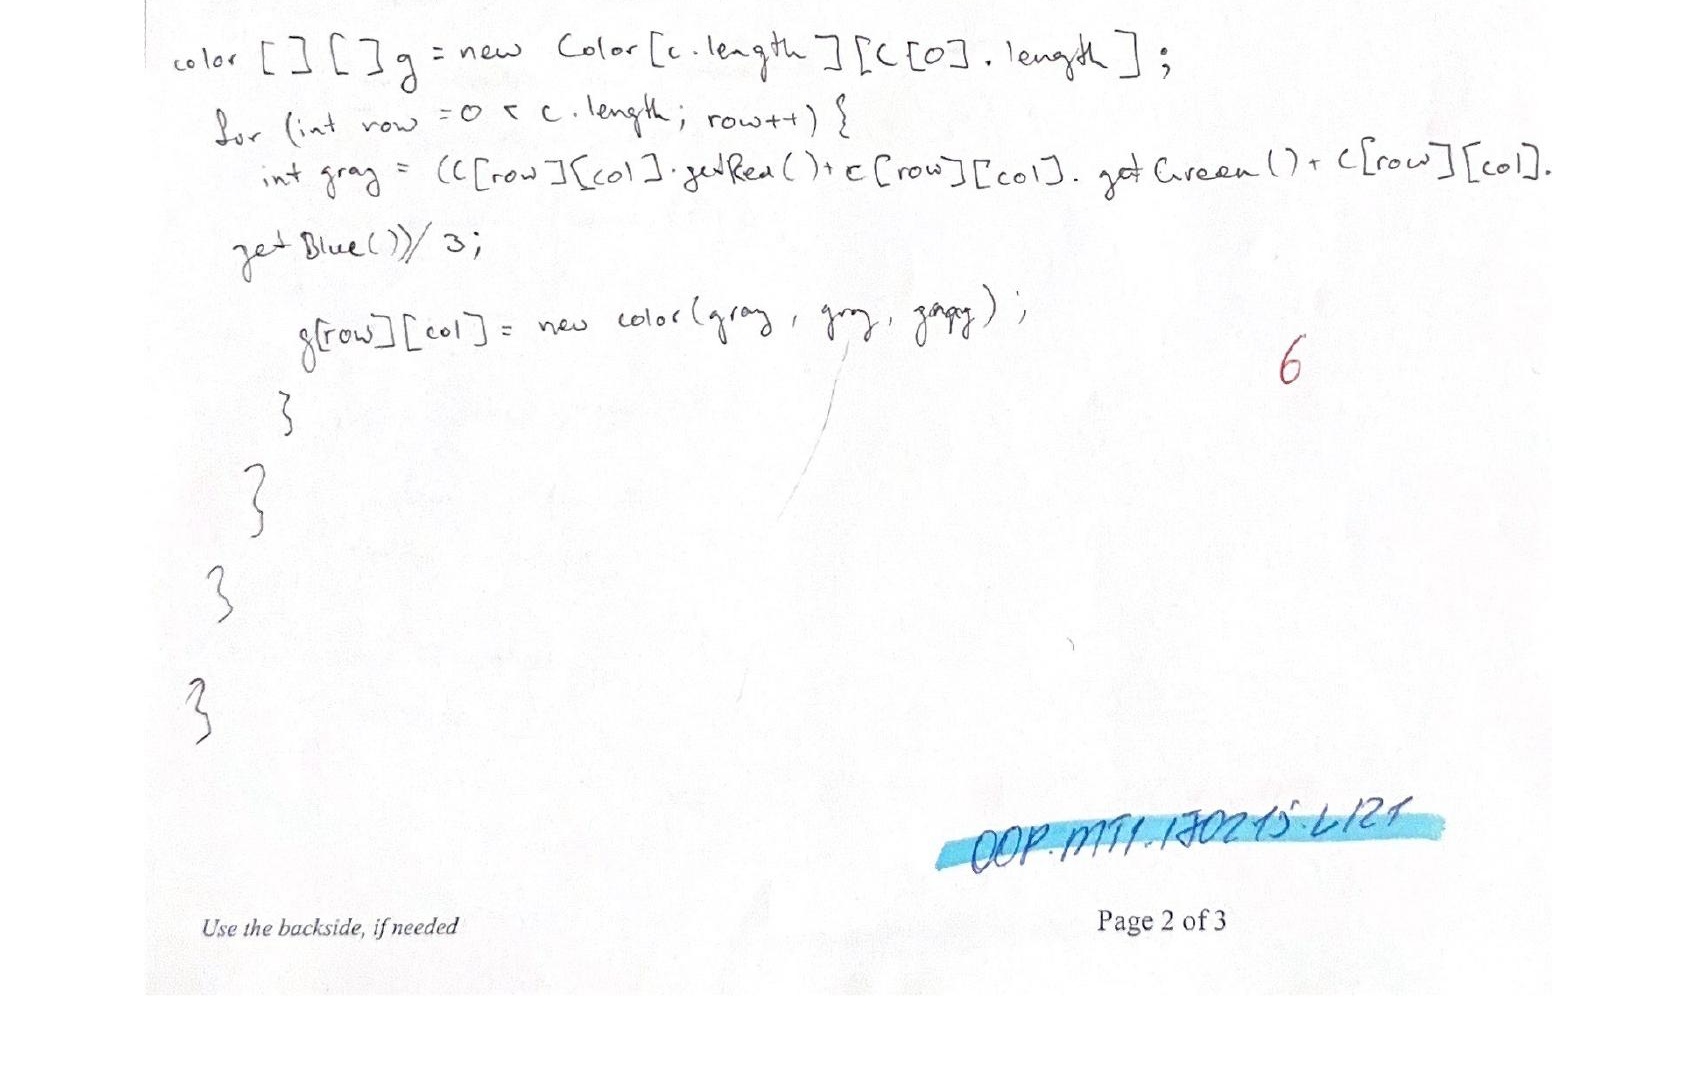 color [ ] [ ] g = new Color [c.length] [C[0].length];
for (int row = 0 < c.length; row++) {
int gray = (C[row][col].getRed() + c[row][col].getGreen() + C[row][col].
getBlue())/3;
g[row][col] = new color(gray, gray, gray);
6
}
}
}
}
OOP.MT1.170215.L121
Use the backside, if needed
Page 2 of 3